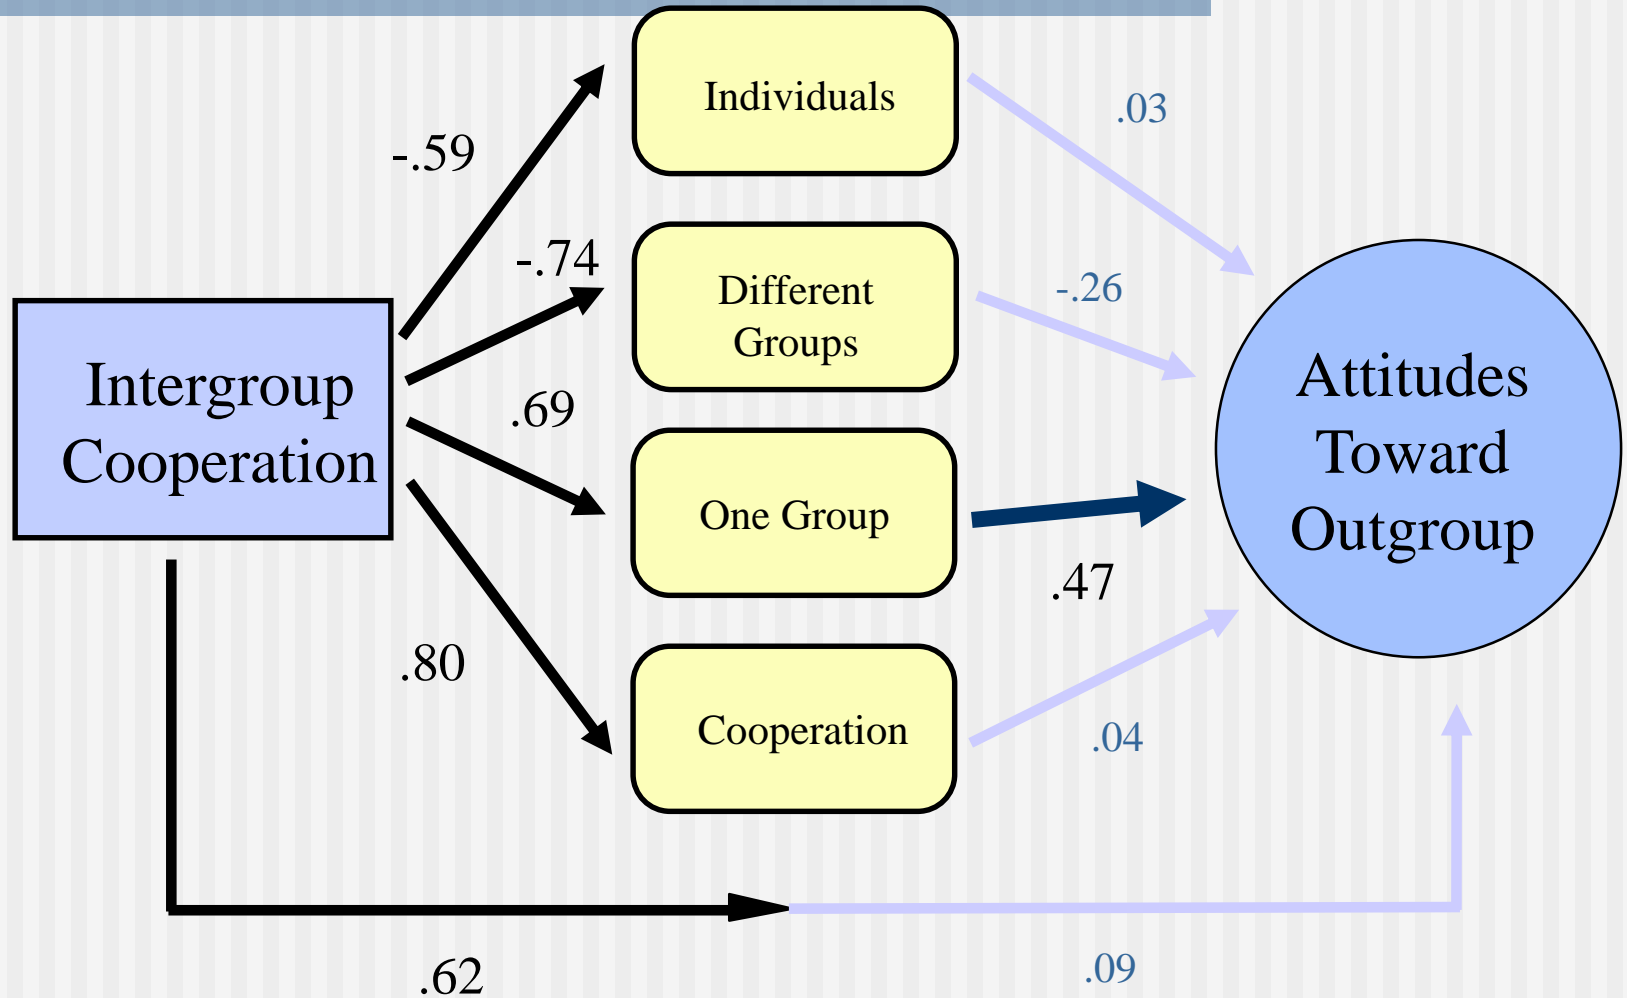 Individuals
.03
-.59
-.74
Different
Groups
-.26
Intergroup
Cooperation
.69
Attitudes
Toward
Outgroup
One Group
.47
.80
Cooperation
.04
.62
.09